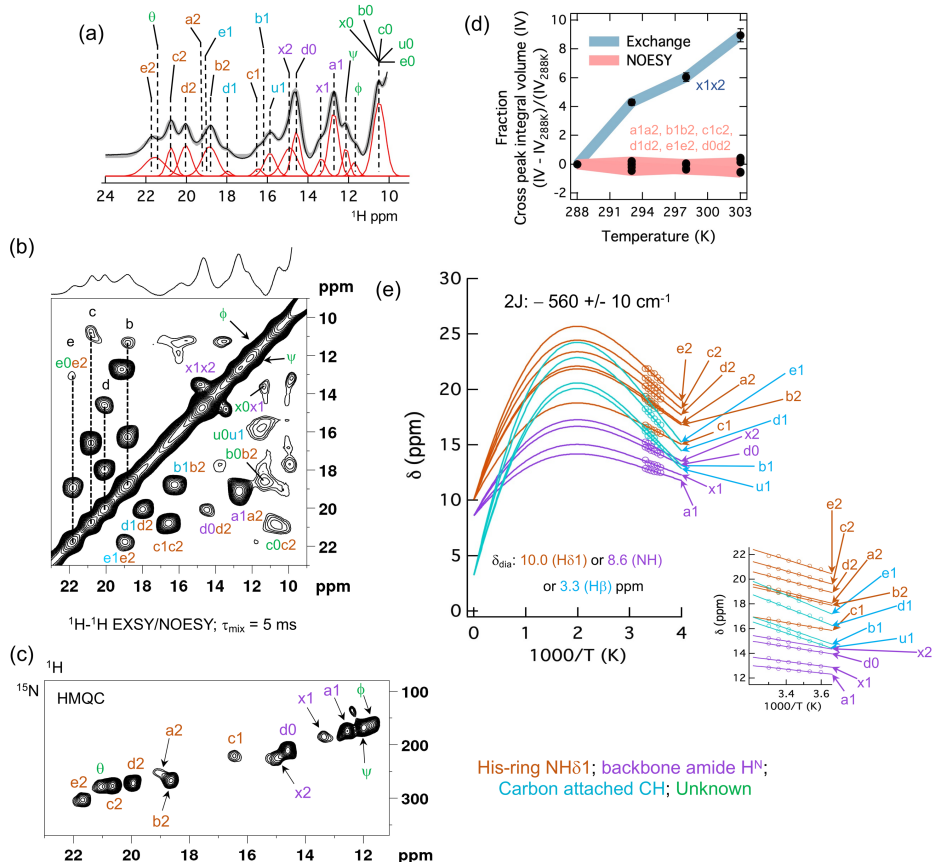 (a)
θ
a2
e1
b1
b0
x0
c0
u0
e0
c2
e2
b2
x2
d0
a1
ψ
d2
d1
c1
u1
x1
ϕ
24 22 20 18 16 14 12 10
¹H ppm
(d)
Fraction
Cross peak integral volume (IV)
(IV - IV288K)/(IV288K)
10
8
6
4
2
0
-2
Exchange
NOESY
x1x2
a1a2, b1b2, c1c2,
d1d2, e1e2, d0d2
288 291 294 297 300 303
Temperature (K)
(b)
ppm
10
12
14
16
18
20
22
c
b
e
e0e2
d
ϕ
ψ
x1x2
x0x1
u0u1
b0b2
b1b2
a1a2
d1d2
d0d2
c1c2
c0c2
e1e2
22 20 18 16 14 12 10 ppm
¹H-¹H EXSY/NOESY; τmix = 5 ms
(e)
2J: – 560 +/- 10 cm-1
δ (ppm)
30
25
20
15
10
5
0
e2
c2
d2
a2
e1
b2
c1
d1
x2
d0
b1
x1
u1
a1
δdia: 10.0 (Hδ1) or 8.6 (NH)
or 3.3 (Hβ) ppm
0 1 2 3 4
1000/T (K)
δ (ppm)
22
20
18
16
14
12
e2
c2
d2
a2
e1
b2
c1
d1
b1
u1
x2
d0
x1
a1
3.4 3.6
1000/T (K)
(c)
¹H
¹⁵N
HMQC
100
200
300
e2
θ
c2
d2
a2
b2
c1
d0
x2
x1
a1
ϕ
ψ
22 20 18 16 14 12 ppm
His-ring NHδ1; backbone amide HN;
Carbon attached CH; Unknown